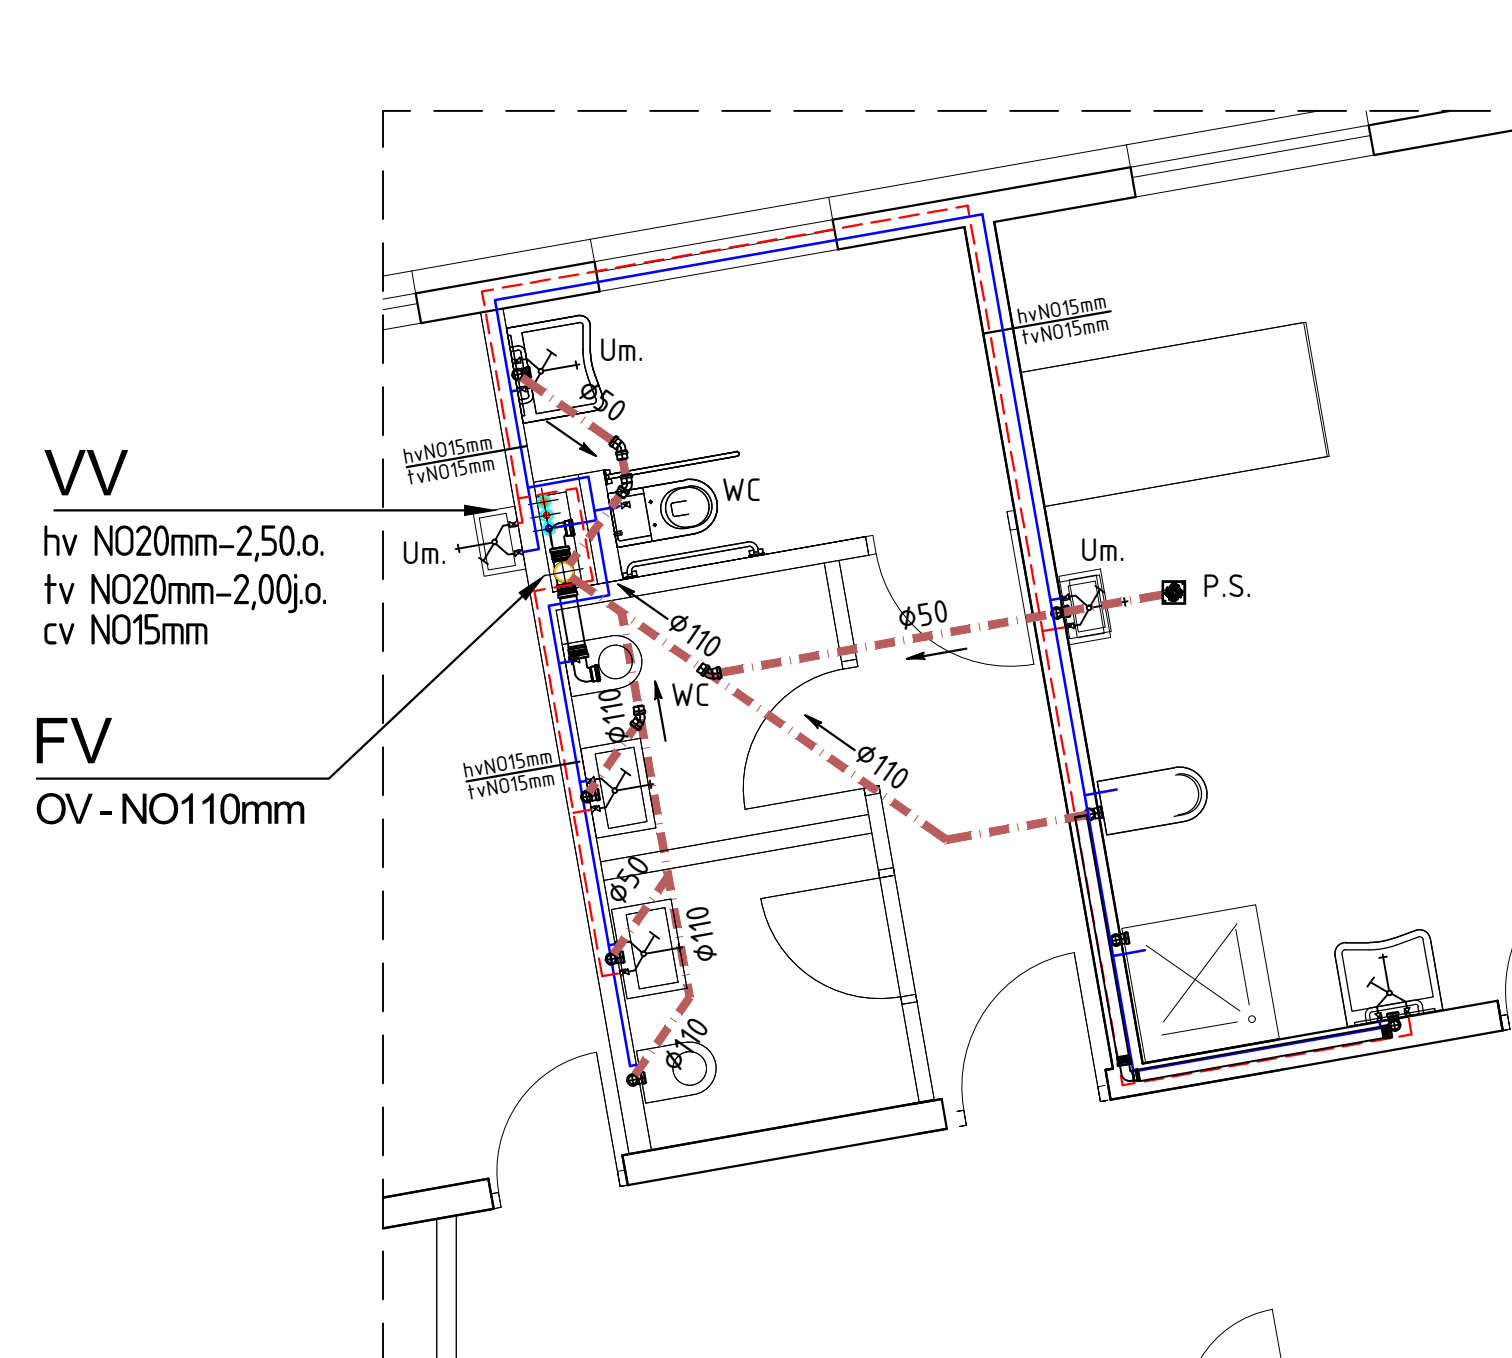 hvNO15mm
tvNO15mm
Um.
ø50
hvNO15mm
tvNO15mm
VV
hv NO20mm-2,50.o.
tv NO20mm-2,00j.o.
cv NO15mm
WC
Um.
Um.
P.S.
ø50
ø110
WC
ø110
FV
OV - NO110mm
hvNO15mm
tvNO15mm
ø110
ø50
ø110
ø110